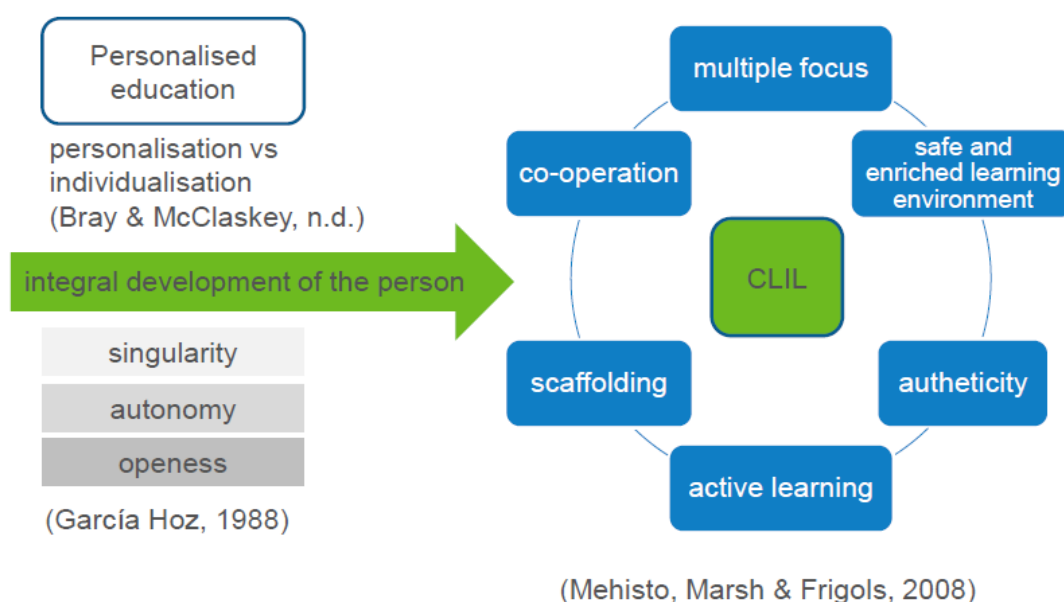 Personalised
education
personalisation vs
individualisation
(Bray & McClaskey, n.d.)
integral development of the person
singularity
autonomy
openess
(García Hoz, 1988)
multiple focus
safe and
enriched learning
environment
autheticity
active learning
scaffolding
co-operation
CLIL
(Mehisto, Marsh & Frigols, 2008)